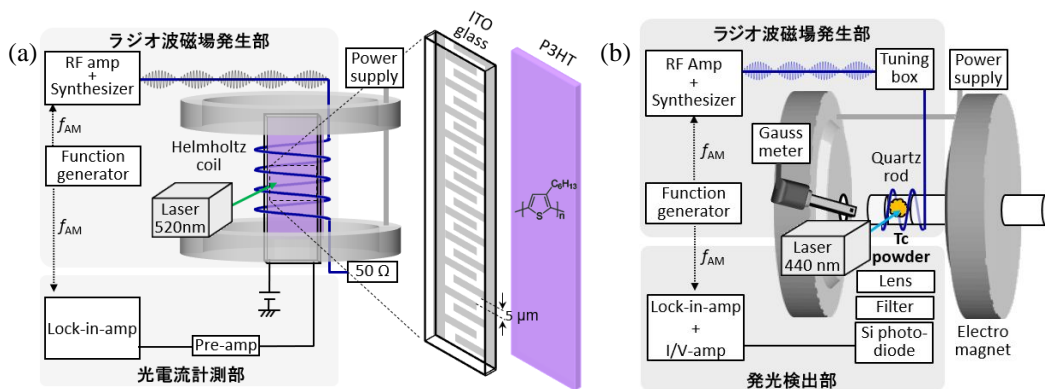 (a)
ラジオ波磁場発生部
RF amp
+
Synthesizer
Power
supply
fAM
Function
generator
Helmholtz
coil
Laser
520nm
fAM
50 Ω
Lock-in-amp
Pre-amp
光電流計測部
ITO
glass
5 μm
P3HT
C6H13
S
n
(b)
ラジオ波磁場発生部
RF Amp
+
Synthesizer
Tuning
box
Power
supply
fAM
Gauss
meter
Function
generator
Quartz
rod
Laser
440 nm
Tc
powder
fAM
Lens
Filter
Lock-in-amp
+
I/V-amp
Si photo-
diode
Electro
magnet
発光検出部